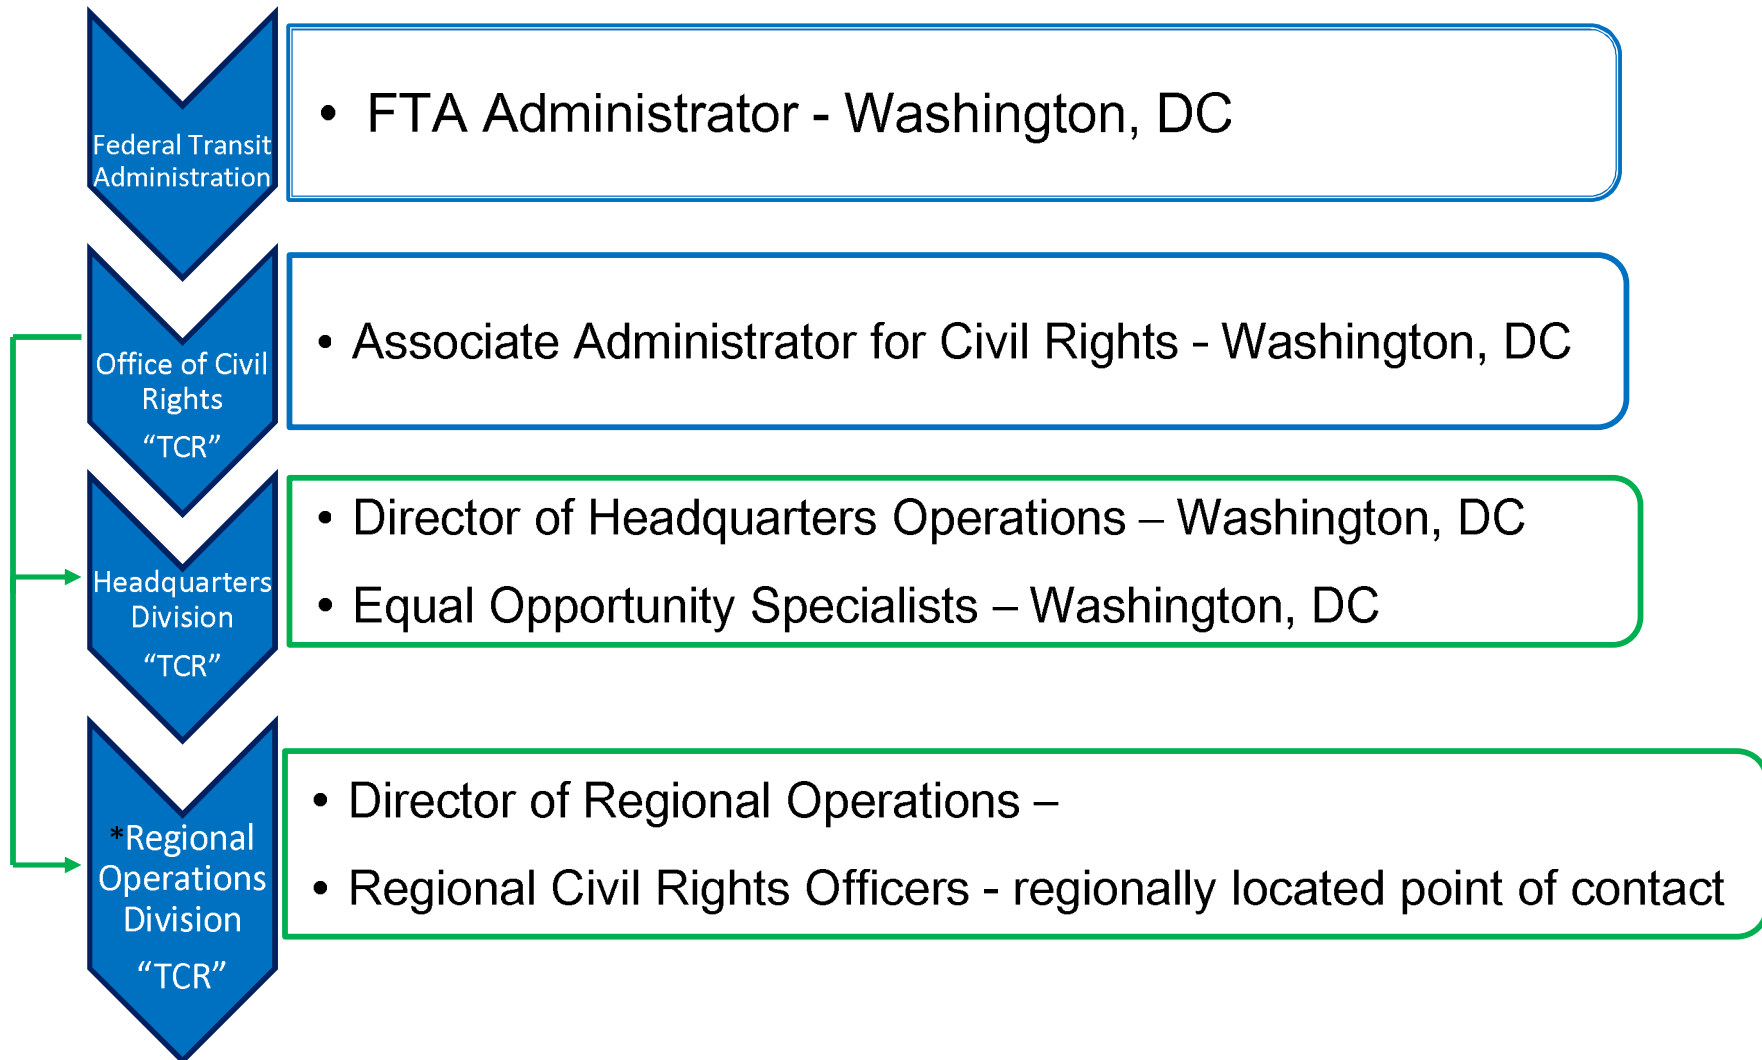 Federal Transit
Administration
• FTA Administrator - Washington, DC
Office of Civil
Rights
“TCR”
• Associate Administrator for Civil Rights - Washington, DC
Headquarters
Division
“TCR”
• Director of Headquarters Operations – Washington, DC
• Equal Opportunity Specialists – Washington, DC
*Regional
Operations
Division
“TCR”
• Director of Regional Operations –
• Regional Civil Rights Officers - regionally located point of contact